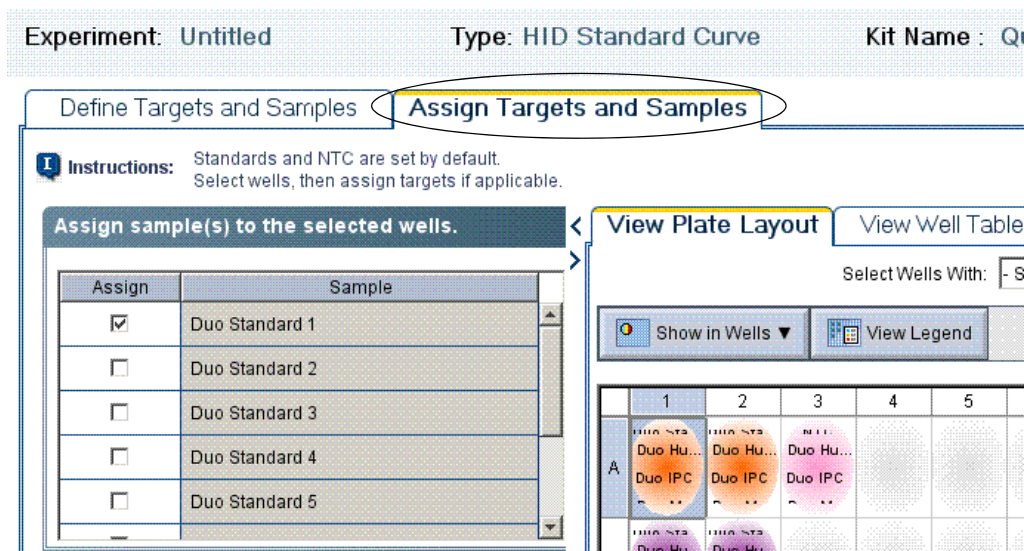 Experiment: Untitled Type: HID Standard Curve Kit Name :
Define Targets and Samples Assign Targets and Samples
Instructions: Standards and NTC are set by default.
Select wells, then assign targets if applicable.
Assign sample(s) to the selected wells.
Assign Sample
Duo Standard 1
Duo Standard 2
Duo Standard 3
Duo Standard 4
Duo Standard 5
View Plate Layout View Well Table
Select Wells With: - S
Show in Wells ▼ View Legend
1 2 3 4 5
A
Duo Hu... Duo Hu... Duo Hu...
Duo IPC Duo IPC Duo IPC